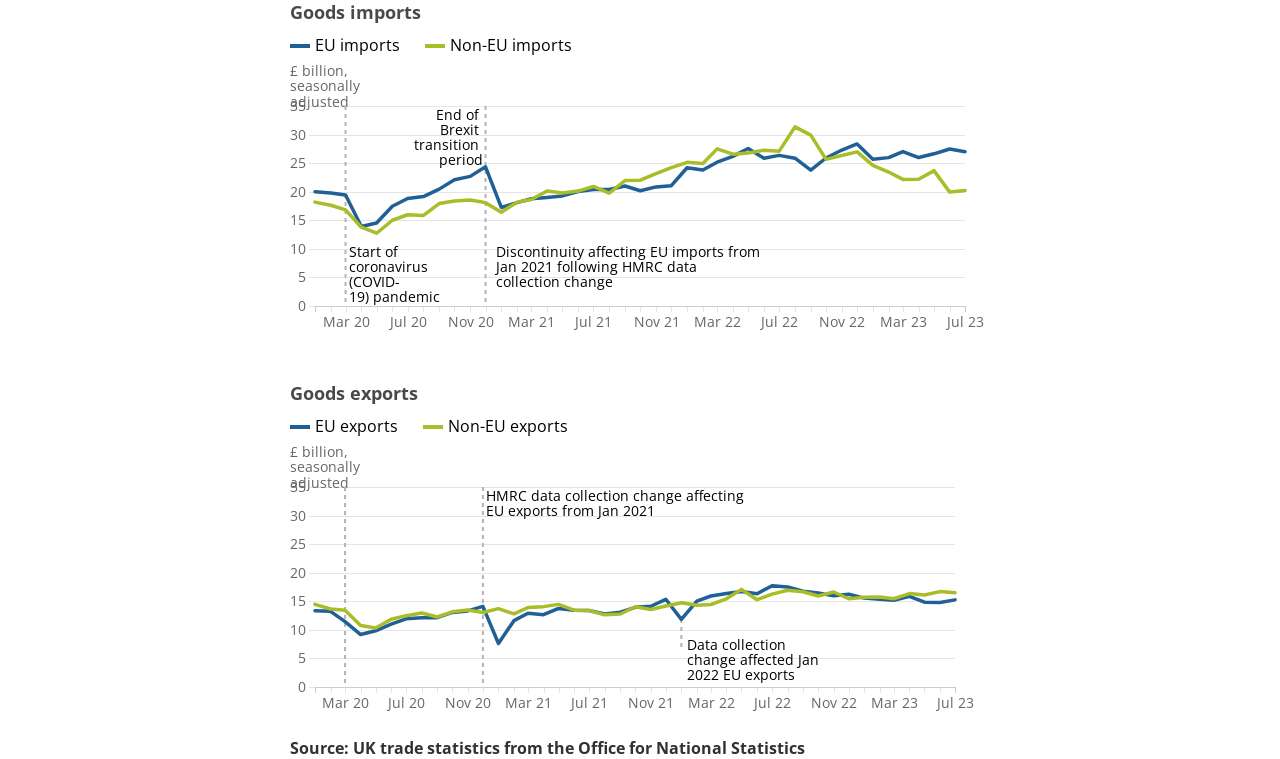 Goods imports
EU imports
Non-EU imports
£ billion,
seasonally
adjusted
35
30
25
20
15
10
5
0
End of
Brexit
transition
period
Start of
coronavirus
(COVID-
19) pandemic
Discontinuity affecting EU imports from
Jan 2021 following HMRC data
collection change
Mar 20 Jul 20 Nov 20 Mar 21 Jul 21 Nov 21 Mar 22 Jul 22 Nov 22 Mar 23 Jul 23
Goods exports
EU exports
Non-EU exports
£ billion,
seasonally
adjusted
35
30
25
20
15
10
5
0
HMRC data collection change affecting
EU exports from Jan 2021
Data collection
change affected Jan
2022 EU exports
Mar 20 Jul 20 Nov 20 Mar 21 Jul 21 Nov 21 Mar 22 Jul 22 Nov 22 Mar 23 Jul 23
Source: UK trade statistics from the Office for National Statistics